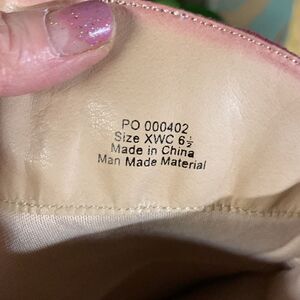 PO 000402
Size XWC 6½
Made in China
Man Made Material